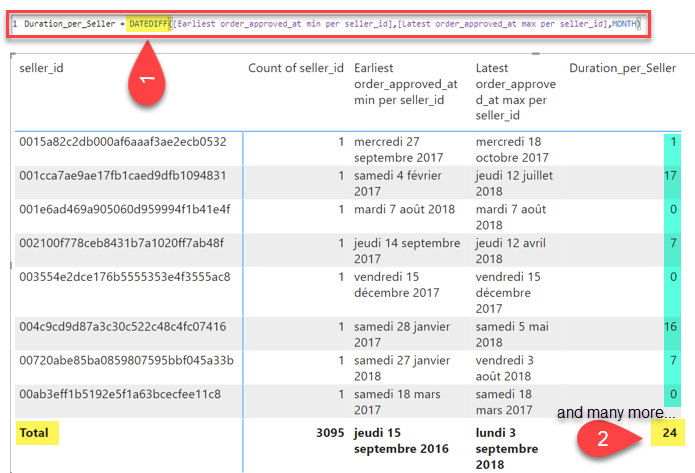 1 Duration_per_Seller = DATEDIFF([Earliest order_approved_at min per seller_id],[Latest order_approved_at max per seller_id],MONTH)
1
seller_id Count of seller_id Earliest order_approved_at min per seller_id Latest order_approve d_at max per seller_id Duration_per_Seller
0015a82c2db000af6aaaf3ae2ecb0532 1 mercredi 27 septembre 2017 mercredi 18 octobre 2017 1
001cca7ae9ae17fb1caed9dfb1094831 1 samedi 4 février 2017 jeudi 12 juillet 2018 17
001e6ad469a905060d959994f1b41e4f 1 mardi 7 août 2018 mardi 7 août 2018 0
002100f778ceb8431b7a1020ff7ab48f 1 jeudi 14 septembre 2017 jeudi 12 avril 2018 7
003554e2dce176b5555353e4f3555ac8 1 vendredi 15 décembre 2017 vendredi 15 décembre 2017 0
004c9cd9d87a3c30c522c48c4fc07416 1 samedi 28 janvier 2017 samedi 5 mai 2018 16
00720abe85ba0859807595bbf045a33b 1 samedi 27 janvier 2018 vendredi 3 août 2018 7
00ab3eff1b5192e5f1a63bcecfee11c8 1 samedi 18 mars 2017 samedi 18 mars 2017 0
and many more...
Total 3095 jeudi 15 septembre 2016 lundi 3 septembre 2018 24
2